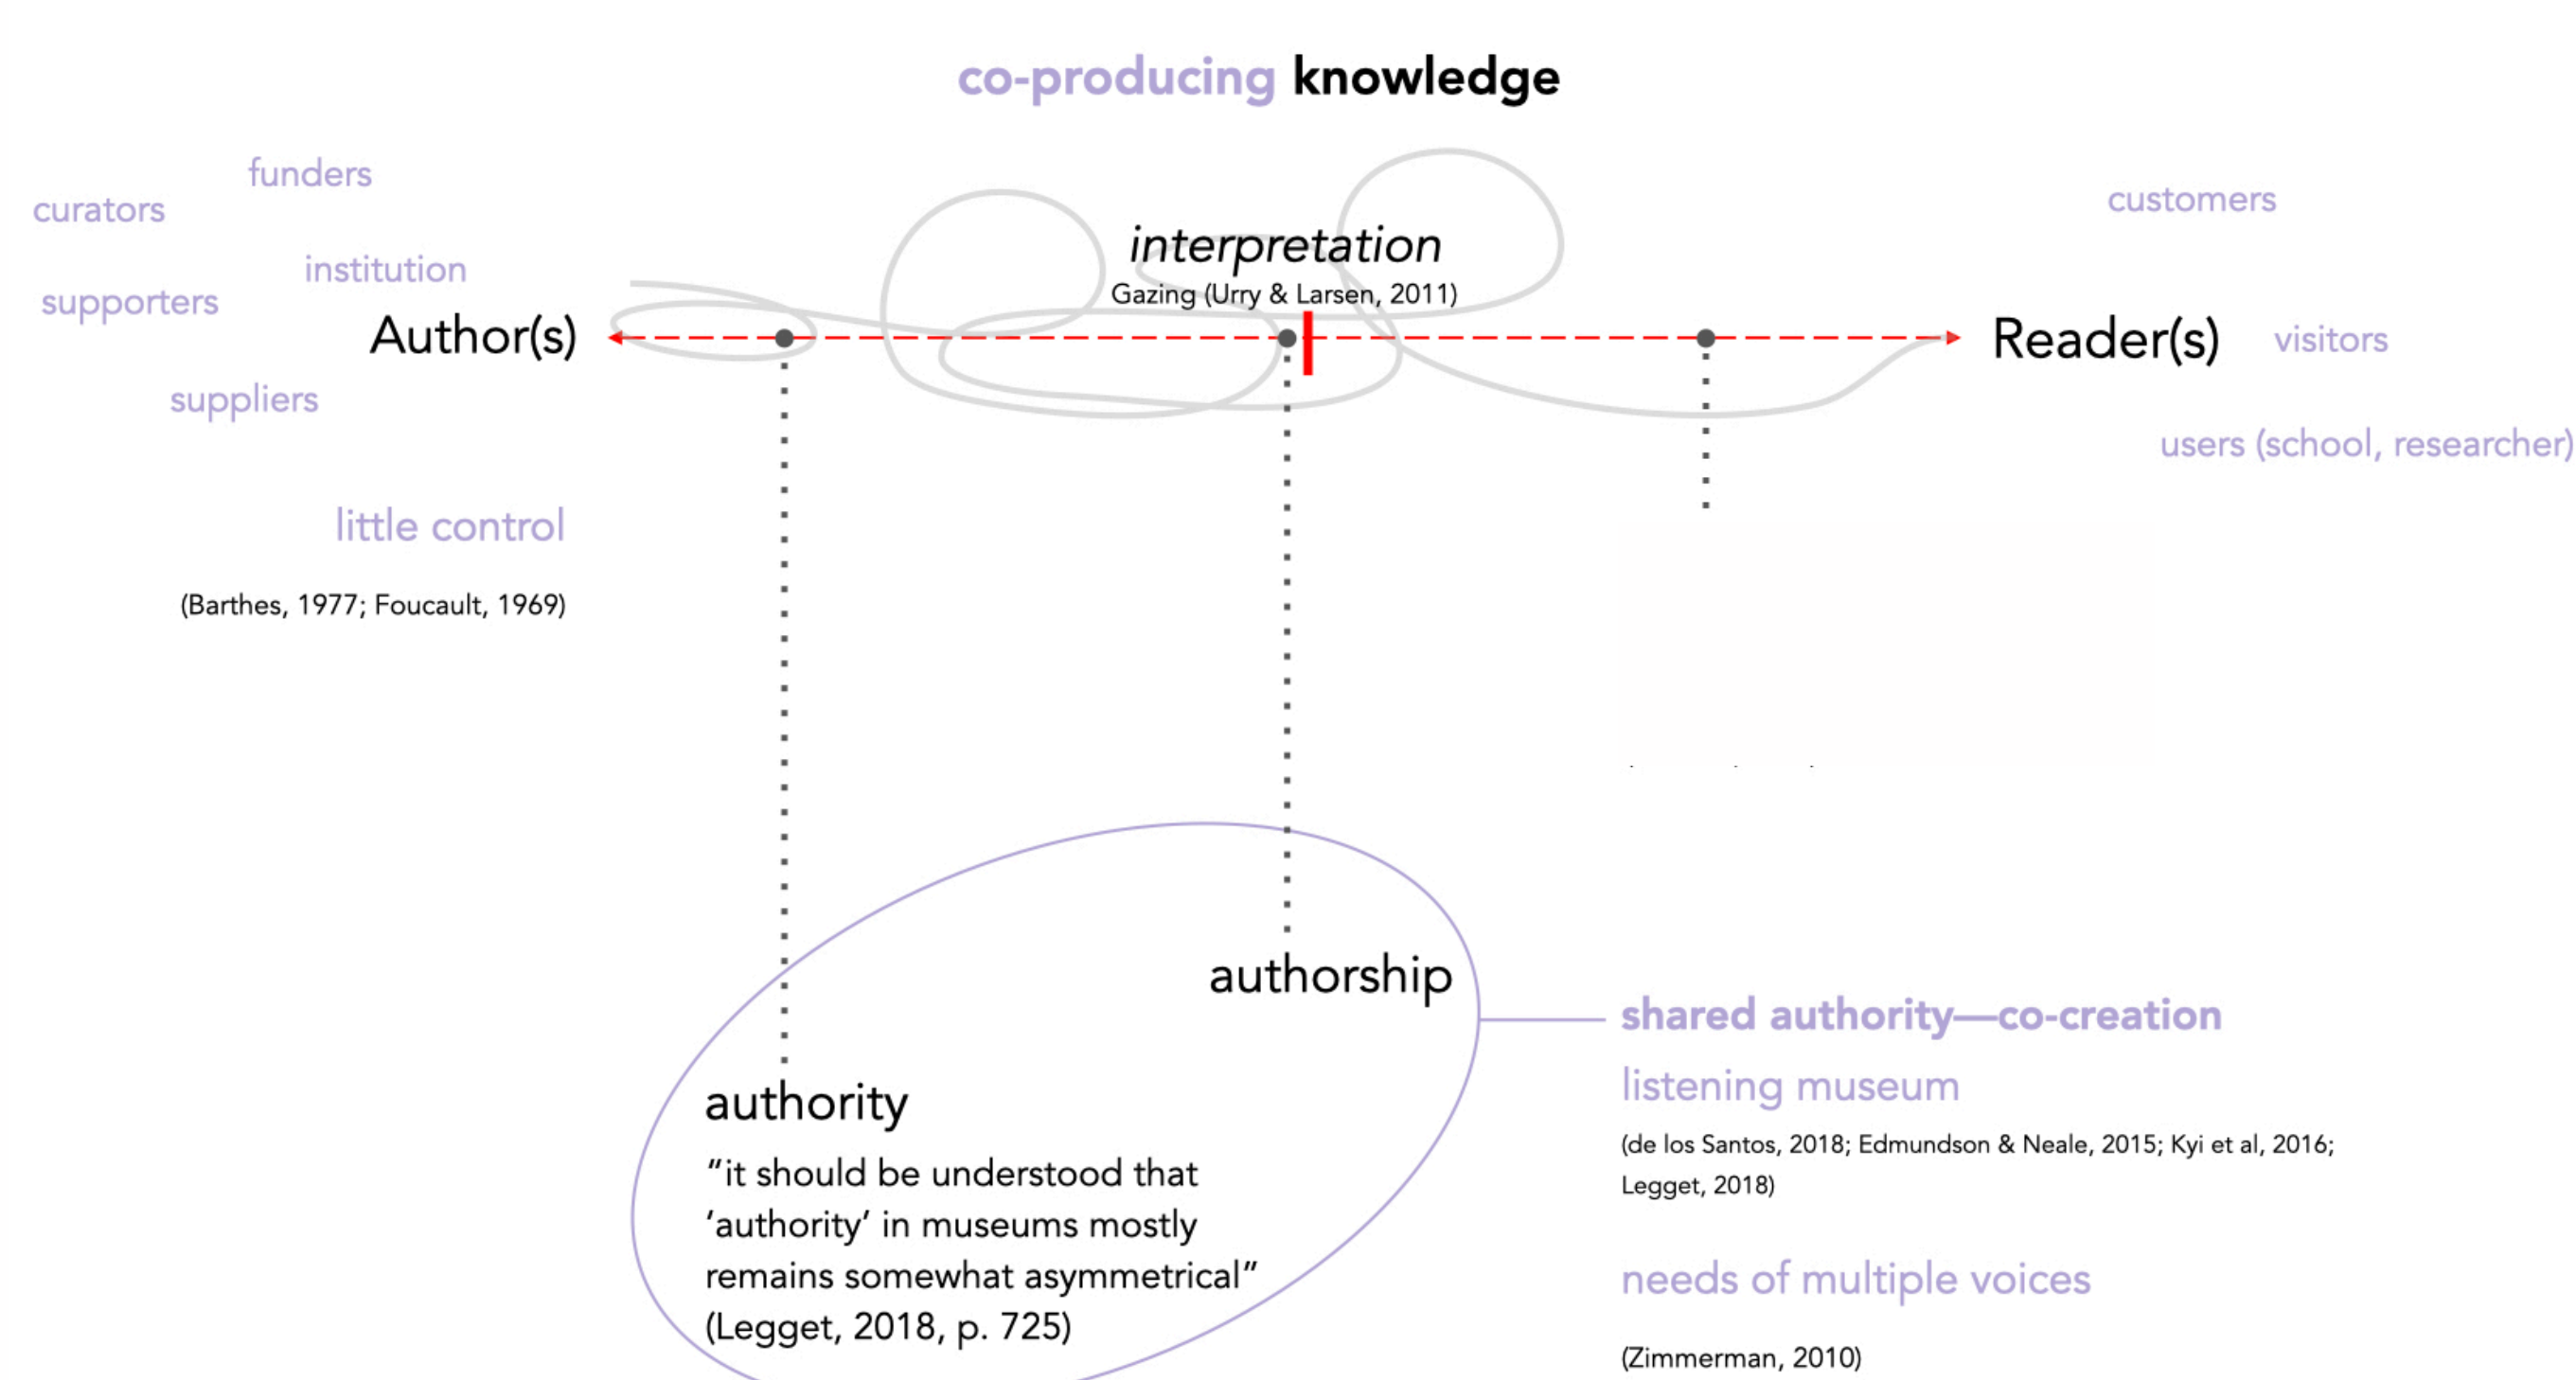 co-producing knowledge
funders
curators
institution
supporters
Author(s)
suppliers
little control
(Barthes, 1977; Foucault, 1969)
interpretation
Gazing (Urry & Larsen, 2011)
customers
Reader(s)
visitors
users (school, researcher)
authorship
authority
“it should be understood that
‘authority’ in museums mostly
remains somewhat asymmetrical”
(Legget, 2018, p. 725)
shared authority—co-creation
listening museum
(de los Santos, 2018; Edmundson & Neale, 2015; Kyi et al, 2016;
Legget, 2018)
needs of multiple voices
(Zimmerman, 2010)